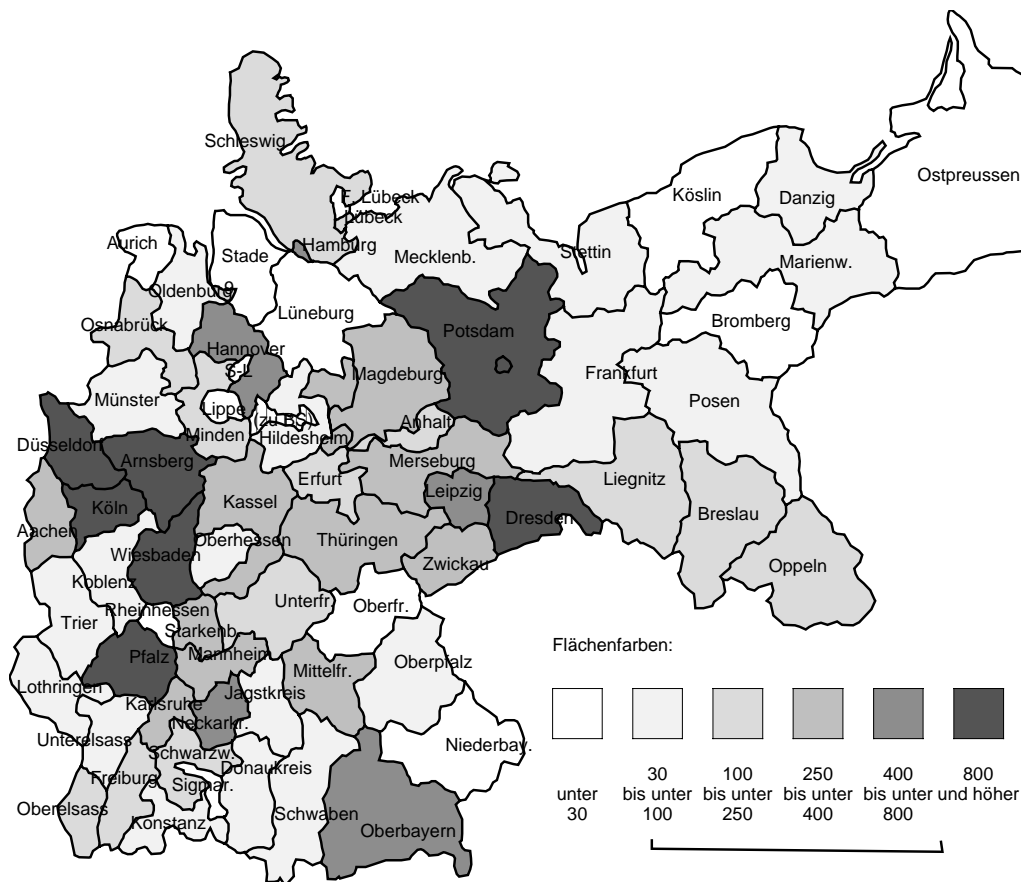 Schleswig
Ostpreussen
F. Lübeck
Lübeck
Köslin
Danzig
Aurich
Stade
Hamburg
Mecklenb.
Stettin
Marienw.
Oldenburg
Lüneburg
Osnabrück
Potsdam
Bromberg
Hannover
S-L
Magdeburg
Frankfurt
Münster
Lippe
(zu BS)
Posen
Minden
Hildesheim
Anhalt
Düsseldorf
Arnsberg
Merseburg
Erfurt
Leipzig
Liegnitz
Köln
Kassel
Dresden
Breslau
Aachen
Wiesbaden
Oberhessen
Thüringen
Zwickau
Oppeln
Koblenz
Rheinhessen
Unterfr.
Oberfr.
Trier
Starkenb.
Flächenfarben:
Pfalz
Mannheim
Mittelfr.
Oberpfalz
Lothringen
Karlsruhe
Jagstkreis
Neckarkr.
Unterelsass
Schwarzw.
Niederbay.
Freiburg
Donaukreis
Sigmar.
Oberelsass
Konstanz
Schwaben
Oberbayern
30 100 250 400 800
unter bis unter bis unter bis unter bis unter und höher
30 100 250 400 800